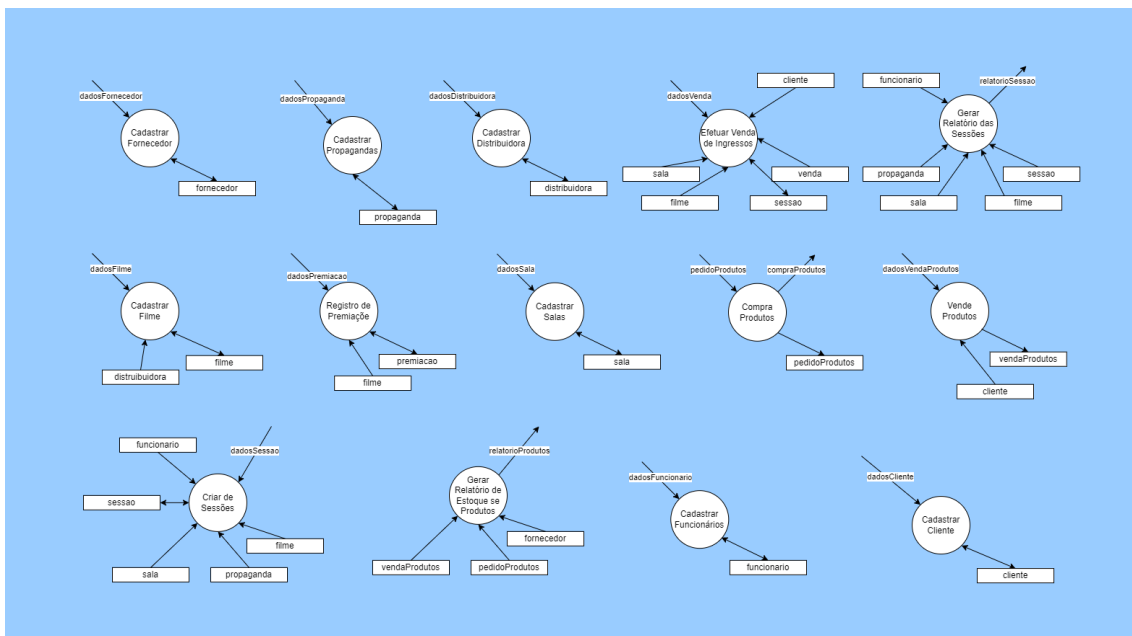 dadosFornecedor
Cadastrar
Fornecedor
fornecedor
dadosPropaganda
Cadastrar
Propagandas
propaganda
dadosDistribuidora
Cadastrar
Distribuidora
distribuidora
cliente
dadosVenda
Efetuar Venda
de Ingressos
sala
venda
filme
sessao
funcionario
relatorioSessao
Gerar
Relatório das
Sessões
propaganda
sessao
sala
filme
dadosFilme
Cadastrar
Filme
filme
distruibuidora
dadosPremiacao
Registro de
Premiaçõe
premiacao
filme
dadosSala
Cadastrar
Salas
sala
pedidoProdutos
compraProdutos
Compra
Produtos
pedidoProdutos
dadosVendaProdutos
Vende
Produtos
vendaProdutos
cliente
funcionario
dadosSessao
sessao
Criar de
Sessões
filme
sala
propaganda
relatorioProdutos
Gerar
Relatório de
Estoque se
Produtos
fornecedor
vendaProdutos
pedidoProdutos
dadosFuncionario
Cadastrar
Funcionários
funcionario
dadosCliente
Cadastrar
Cliente
cliente